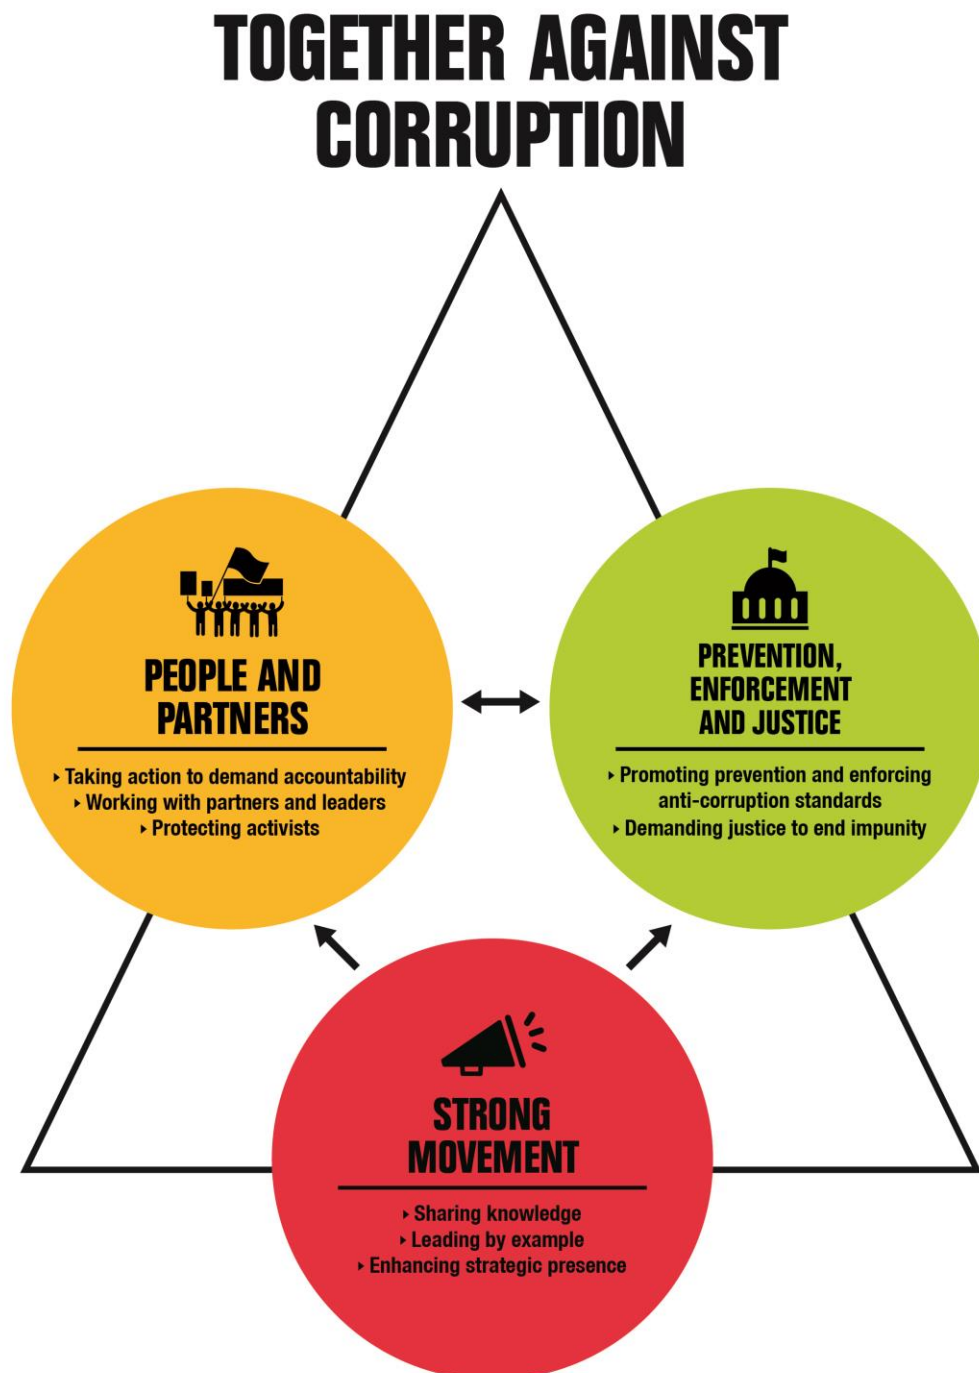 TOGETHER AGAINST
CORRUPTION
PEOPLE AND
PARTNERS
▸ Taking action to demand accountability
▸ Working with partners and leaders
▸ Protecting activists
PREVENTION,
ENFORCEMENT
AND JUSTICE
▸ Promoting prevention and enforcing
anti-corruption standards
▸ Demanding justice to end impunity
STRONG
MOVEMENT
▸ Sharing knowledge
▸ Leading by example
▸ Enhancing strategic presence